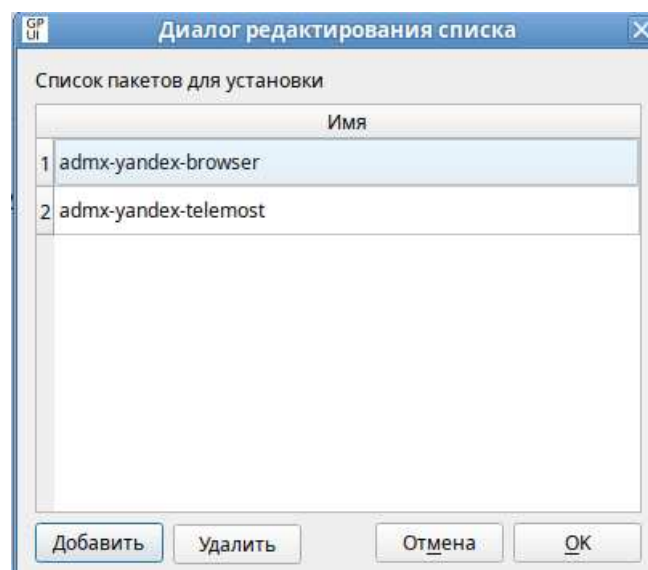 GP
UI
Диалог редактирования списка
Список пакетов для установки
Имя
1 admx-yandex-browser
2 admx-yandex-telemost
Добавить Удалить Отмена OK